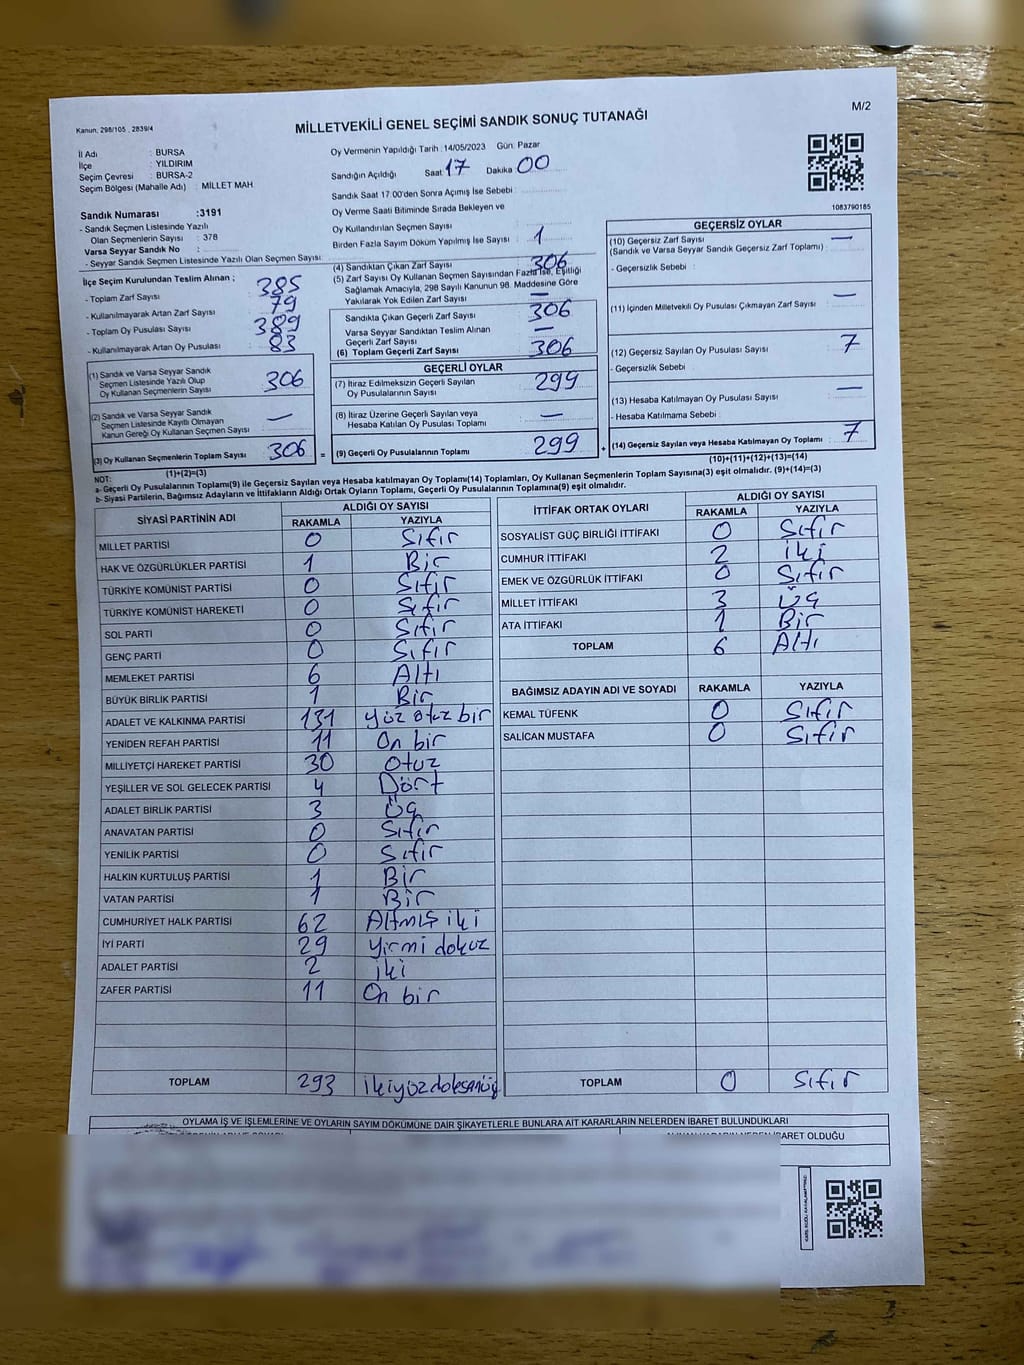 Kanun, 298/105 , 2839/4
M/2
MİLLETVEKİLİ GENEL SEÇİMİ SANDIK SONUÇ TUTANAĞI
İl Adı : BURSA
İlçe : YILDIRIM
Seçim Çevresi : BURSA-2
Seçim Bölgesi (Mahalle Adı) : MİLLET MAH
Sandık Numarası :3191
- Sandık Seçmen Listesinde Yazılı
Olan Seçmenlerin Sayısı : 378
Varsa Seyyar Sandık No :
- Seyyar Sandık Seçmen Listesinde Yazılı Olan Seçmen Sayısı:
Oy Vermenin Yapıldığı Tarih :14/05/2023 Gün: Pazar
Sandığın Açıldığı Saat 17 Dakika 00
Sandık Saat 17:00'den Sonra Açımış İse Sebebi :
Oy Verme Saati Bitiminde Sırada Bekleyen ve
Oy Kullandırılan Seçmen Sayısı :
Birden Fazla Sayım Döküm Yapılmış İse Sayısı : 1
1083790185
İlçe Seçim Kurulundan Teslim Alınan ;
- Toplam Zarf Sayısı 385
- Kullanılmayarak Artan Zarf Sayısı 79
- Toplam Oy Pusulası Sayısı 389
- Kullanılmayarak Artan Oy Pusulası 83
(1) Sandık ve Varsa Seyyar Sandık
Seçmen Listesinde Yazılı Olup
Oy Kullanan Seçmenlerin Sayısı 306
(2) Sandık ve Varsa Seyyar Sandık
Seçmen Listesinde Kayıtlı Olmayan
Kanun Gereği Oy Kullanan Seçmen Sayısı —
(3) Oy Kullanan Seçmenlerin Toplam Sayısı 306 =
(1)+(2)=(3)
(4) Sandıktan Çıkan Zarf Sayısı 306
(5) Zarf Sayısı Oy Kullanan Seçmen Sayısından Fazla İse, Eşitliği
Sağlamak Amacıyla, 298 Sayılı Kanunun 98. Maddesine Göre
Yakılarak Yok Edilen Zarf Sayısı —
Sandıkta Çıkan Geçerli Zarf Sayısı 306
Varsa Seyyar Sandıktan Teslim Alınan
Geçerli Zarf Sayısı —
(6) Toplam Geçerli Zarf Sayısı 306
GEÇERLİ OYLAR
(7) İtiraz Edilmeksizin Geçerli Sayılan
Oy Pusulalarının Sayısı 299
(8) İtiraz Üzerine Geçerli Sayılan veya
Hesaba Katılan Oy Pusulası Toplamı —
(9) Geçerli Oy Pusulalarının Toplamı 299 +
GEÇERSİZ OYLAR
(10) Geçersiz Zarf Sayısı —
(Sandık ve Varsa Seyyar Sandık Geçersiz Zarf Toplamı) :
- Geçersizlik Sebebi :
(11) İçinden Milletvekili Oy Pusulası Çıkmayan Zarf Sayısı —
(12) Geçersiz Sayılan Oy Pusulası Sayısı 7
- Geçersizlik Sebebi
(13) Hesaba Katılmayan Oy Pusulası Sayısı —
- Hesaba Katılmama Sebebi :
(14) Geçersiz Sayılan veya Hesaba Katılmayan Oy Toplamı 7
(10)+(11)+(12)+(13)=(14)
NOT:
a- Geçerli Oy Pusulalarının Toplamı(9) ile Geçersiz Sayılan veya Hesaba katılmayan Oy Toplamı(14) Toplamları, Oy Kullanan Seçmenlerin Toplam Sayısına(3) eşit olmalıdır. (9)+(14)=(3)
b- Siyasi Partilerin, Bağımsız Adayların ve İttifakların Aldığı Ortak Oyların Toplamı, Geçerli Oy Pusulalarının Toplamına(9) eşit olmalıdır.
SİYASİ PARTİNİN ADI ALDIĞI OY SAYISI
RAKAMLA YAZIYLA
MİLLET PARTİSİ 0 Sıfır
HAK VE ÖZGÜRLÜKLER PARTİSİ 1 Bir
TÜRKİYE KOMÜNİST PARTİSİ 0 Sıfır
TÜRKİYE KOMÜNİST HAREKETİ 0 Sıfır
SOL PARTİ 0 Sıfır
GENÇ PARTİ 0 Sıfır
MEMLEKET PARTİSİ 6 Altı
BÜYÜK BİRLİK PARTİSİ 1 Bir
ADALET VE KALKINMA PARTİSİ 131 yüz otuz bir
YENİDEN REFAH PARTİSİ 11 On bir
MİLLİYETÇİ HAREKET PARTİSİ 30 Otuz
YEŞİLLER VE SOL GELECEK PARTİSİ 4 Dört
ADALET BİRLİK PARTİSİ 3 Üç
ANAVATAN PARTİSİ 0 Sıfır
YENİLİK PARTİSİ 0 Sıfır
HALKIN KURTULUŞ PARTİSİ 1 Bir
VATAN PARTİSİ 1 Bir
CUMHURİYET HALK PARTİSİ 62 Altmış iki
İYİ PARTİ 29 Yirmi dokuz
ADALET PARTİSİ 2 iki
ZAFER PARTİSİ 11 On bir
TOPLAM 293 ikiyüzdoksanüç
İTTİFAK ORTAK OYLARI ALDIĞI OY SAYISI
RAKAMLA YAZIYLA
SOSYALİST GÜÇ BİRLİĞİ İTTİFAKI 0 Sıfır
CUMHUR İTTİFAKI 2 iki
EMEK VE ÖZGÜRLÜK İTTİFAKI 0 Sıfır
MİLLET İTTİFAKI 3 Üç
ATA İTTİFAKI 1 Bir
TOPLAM 6 Altı
BAĞIMSIZ ADAYIN ADI VE SOYADI RAKAMLA YAZIYLA
KEMAL TÜFENK 0 Sıfır
SALİCAN MUSTAFA 0 Sıfır
TOPLAM 0 Sıfır
OYLAMA İŞ VE İŞLEMLERİNE VE OYLARIN SAYIM DÖKÜMÜNE DAİR ŞİKAYETLERLE BUNLARA AİT KARARLARIN NELERDEN İBARET BULUNDUKLARI
İBARET OLDUĞU